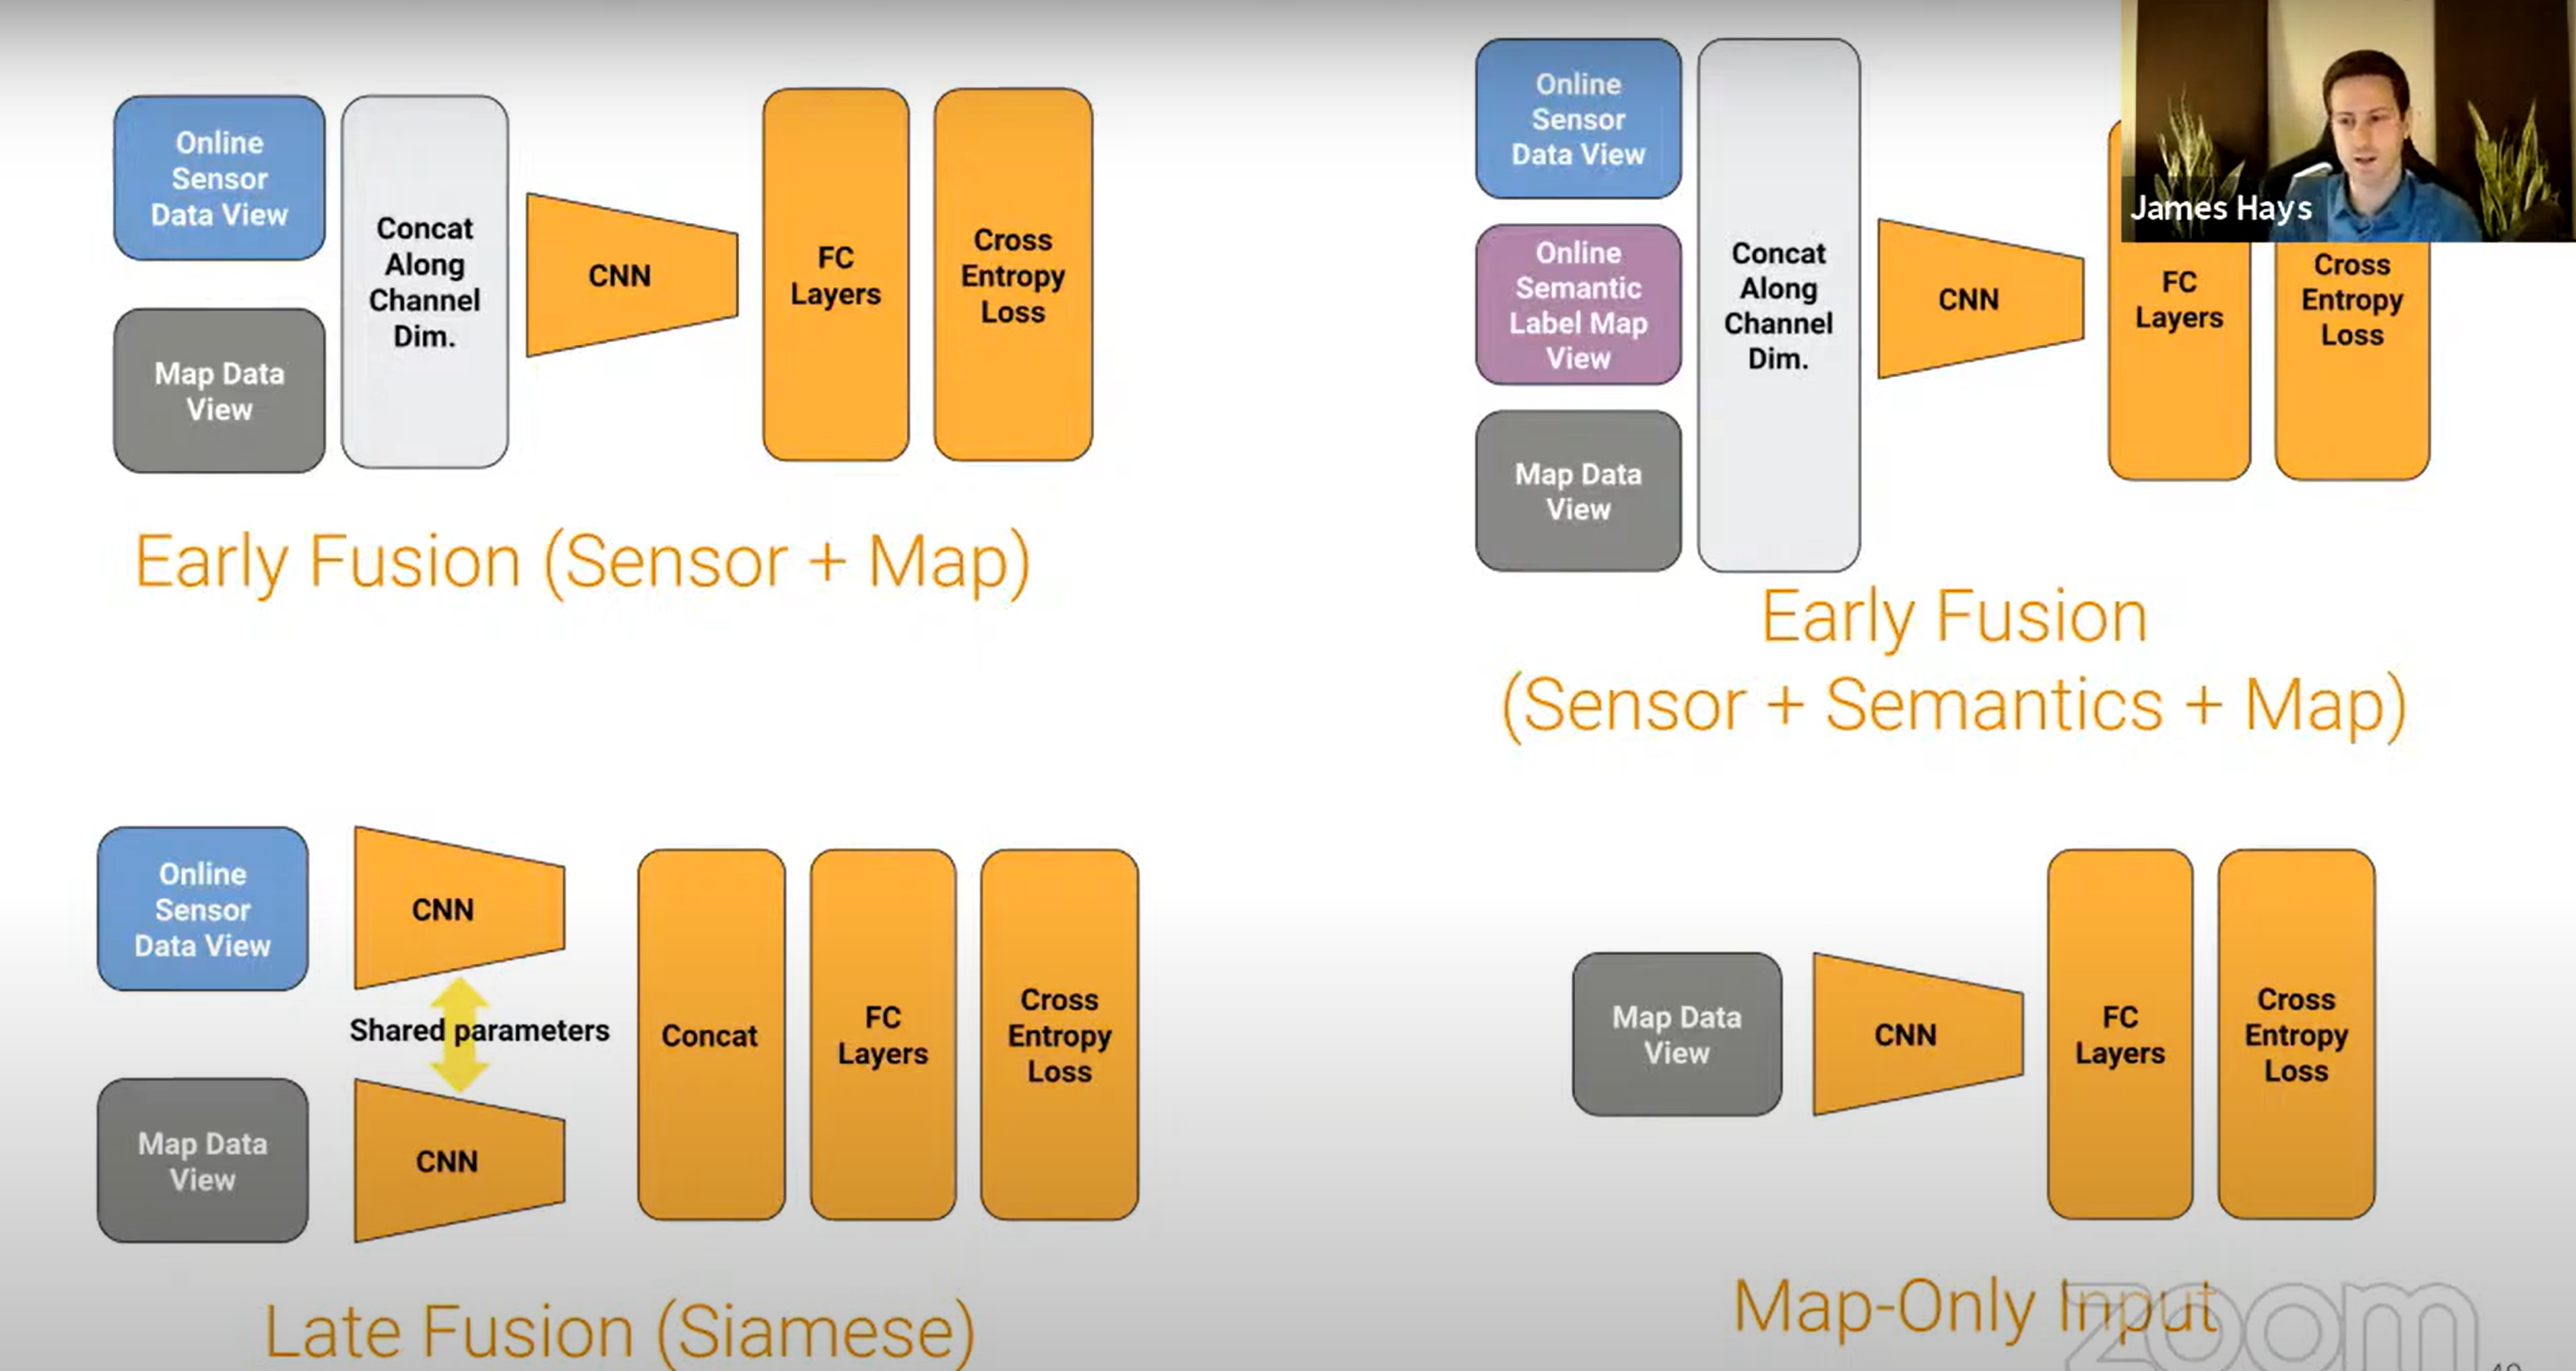 Online
Sensor
Data View
Map Data
View
Concat
Along
Channel
Dim.
CNN
FC
Layers
Cross
Entropy
Loss
Early Fusion (Sensor + Map)
Online
Sensor
Data View
Online
Semantic
Label Map
View
Map Data
View
Concat
Along
Channel
Dim.
CNN
FC
Layers
Cross
Entropy
Loss
James Hays
Early Fusion
(Sensor + Semantics + Map)
Online
Sensor
Data View
CNN
Shared parameters
Map Data
View
CNN
Concat
FC
Layers
Cross
Entropy
Loss
Late Fusion (Siamese)
Map Data
View
CNN
FC
Layers
Cross
Entropy
Loss
Map-Only Input
zoom